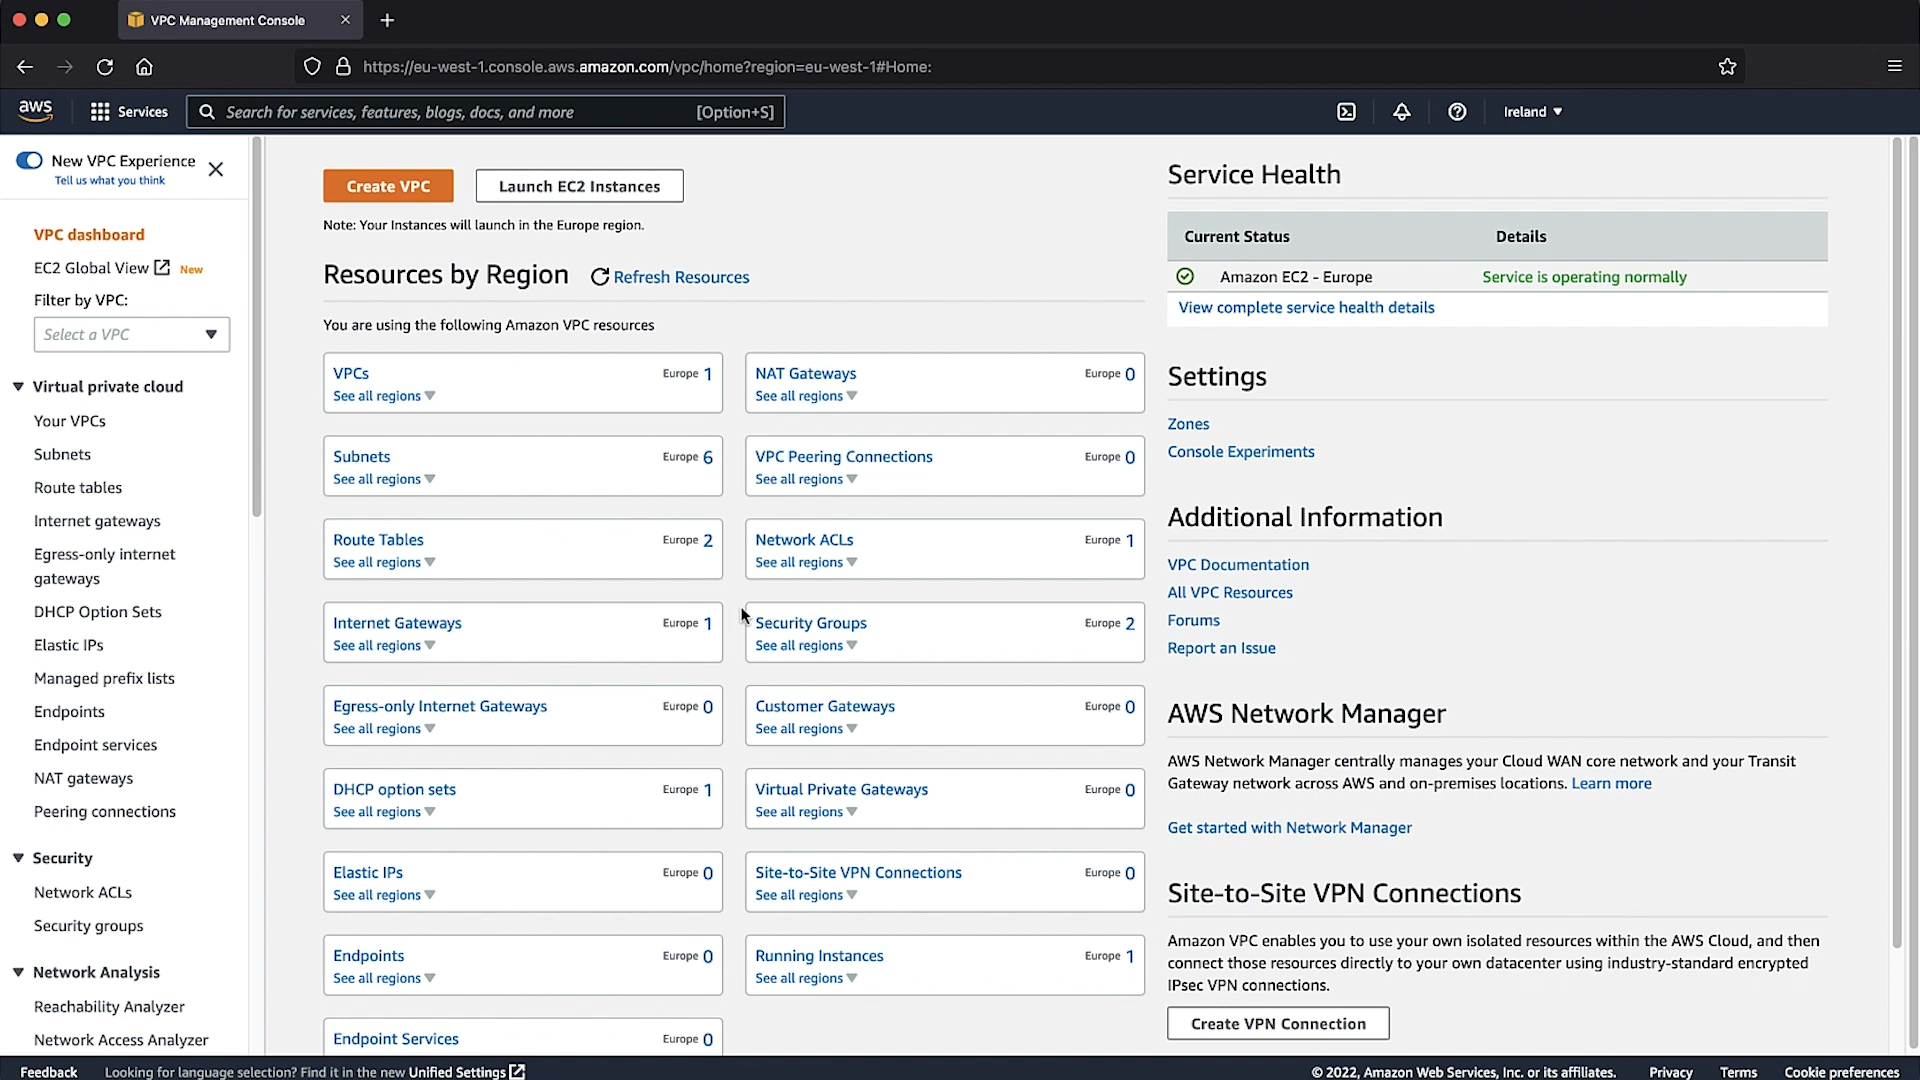 VPC Management Console
https://eu-west-1.console.aws.amazon.com/vpc/home?region=eu-west-1#Home:
aws
Services
Search for services, features, blogs, docs, and more
[Option+S]
Ireland
New VPC Experience
Tell us what you think
VPC dashboard
EC2 Global View New
Filter by VPC:
Select a VPC
Virtual private cloud
Your VPCs
Subnets
Route tables
Internet gateways
Egress-only internet
gateways
DHCP Option Sets
Elastic IPs
Managed prefix lists
Endpoints
Endpoint services
NAT gateways
Peering connections
Security
Network ACLs
Security groups
Network Analysis
Reachability Analyzer
Network Access Analyzer
Create VPC
Launch EC2 Instances
Note: Your Instances will launch in the Europe region.
Resources by Region
Refresh Resources
You are using the following Amazon VPC resources
VPCs Europe 1
See all regions
NAT Gateways Europe 0
See all regions
Subnets Europe 6
See all regions
VPC Peering Connections Europe 0
See all regions
Route Tables Europe 2
See all regions
Network ACLs Europe 1
See all regions
Internet Gateways Europe 1
See all regions
Security Groups Europe 2
See all regions
Egress-only Internet Gateways Europe 0
See all regions
Customer Gateways Europe 0
See all regions
DHCP option sets Europe 1
See all regions
Virtual Private Gateways Europe 0
See all regions
Elastic IPs Europe 0
See all regions
Site-to-Site VPN Connections Europe 0
See all regions
Endpoints Europe 0
See all regions
Running Instances Europe 1
See all regions
Endpoint Services Europe 0
Service Health
Current Status Details
Amazon EC2 - Europe Service is operating normally
View complete service health details
Settings
Zones
Console Experiments
Additional Information
VPC Documentation
All VPC Resources
Forums
Report an Issue
AWS Network Manager
AWS Network Manager centrally manages your Cloud WAN core network and your Transit
Gateway network across AWS and on-premises locations. Learn more
Get started with Network Manager
Site-to-Site VPN Connections
Amazon VPC enables you to use your own isolated resources within the AWS Cloud, and then
connect those resources directly to your own datacenter using industry-standard encrypted
IPsec VPN connections.
Create VPN Connection
Feedback
Looking for language selection? Find it in the new Unified Settings
© 2022, Amazon Web Services, Inc. or its affiliates.
Privacy
Terms
Cookie preferences